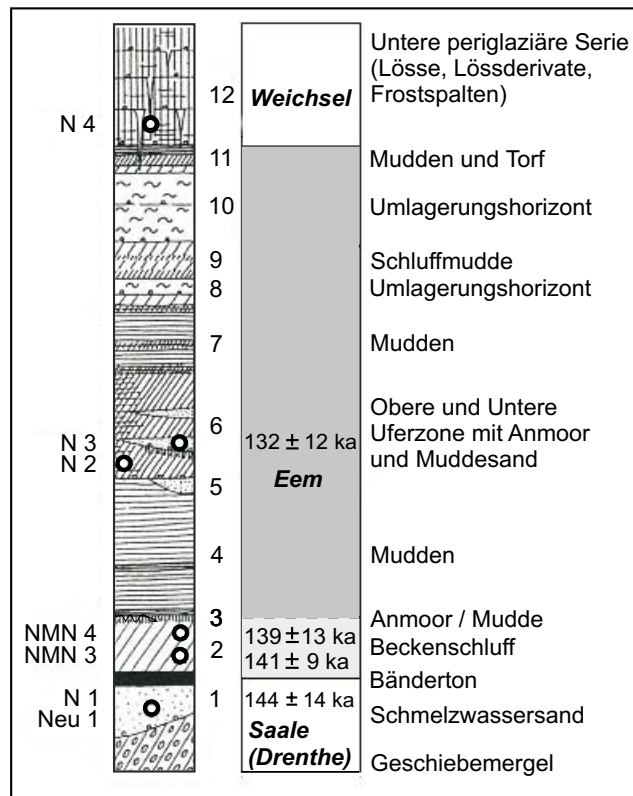 Untere periglaziäre Serie
(Lösse, Lössderivate,
Frostspalten)
12
Weichsel
N 4
11
Mudden und Torf
10
Umlagerungshorizont
9
Schluffmudde
8
Umlagerungshorizont
7
Mudden
Obere und Untere
6
Uferzone mit Anmoor
N 3
132 ± 12 ka
und Muddesand
N 2
Eem
5
4
Mudden
3
Anmoor / Mudde
NMN 4
139 ± 13 ka
Beckenschluff
2
NMN 3
141 ± 9 ka
Bänderton
N 1
1
144 ± 14 ka
Neu 1
Schmelzwassersand
Saale
(Drenthe)
Geschiebemergel